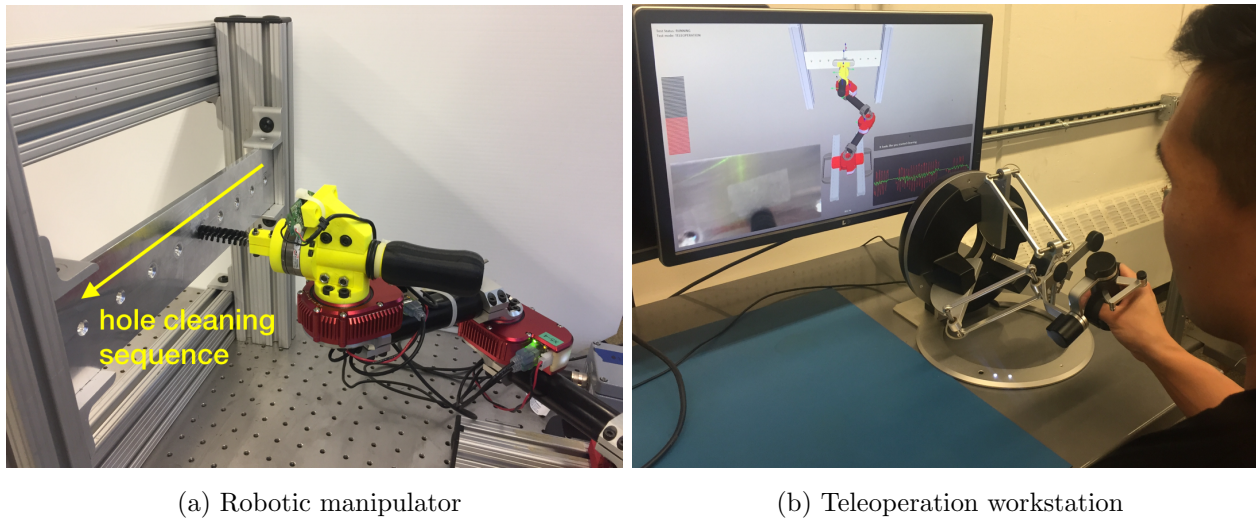 hole cleaning
sequence
(a) Robotic manipulator
(b) Teleoperation workstation